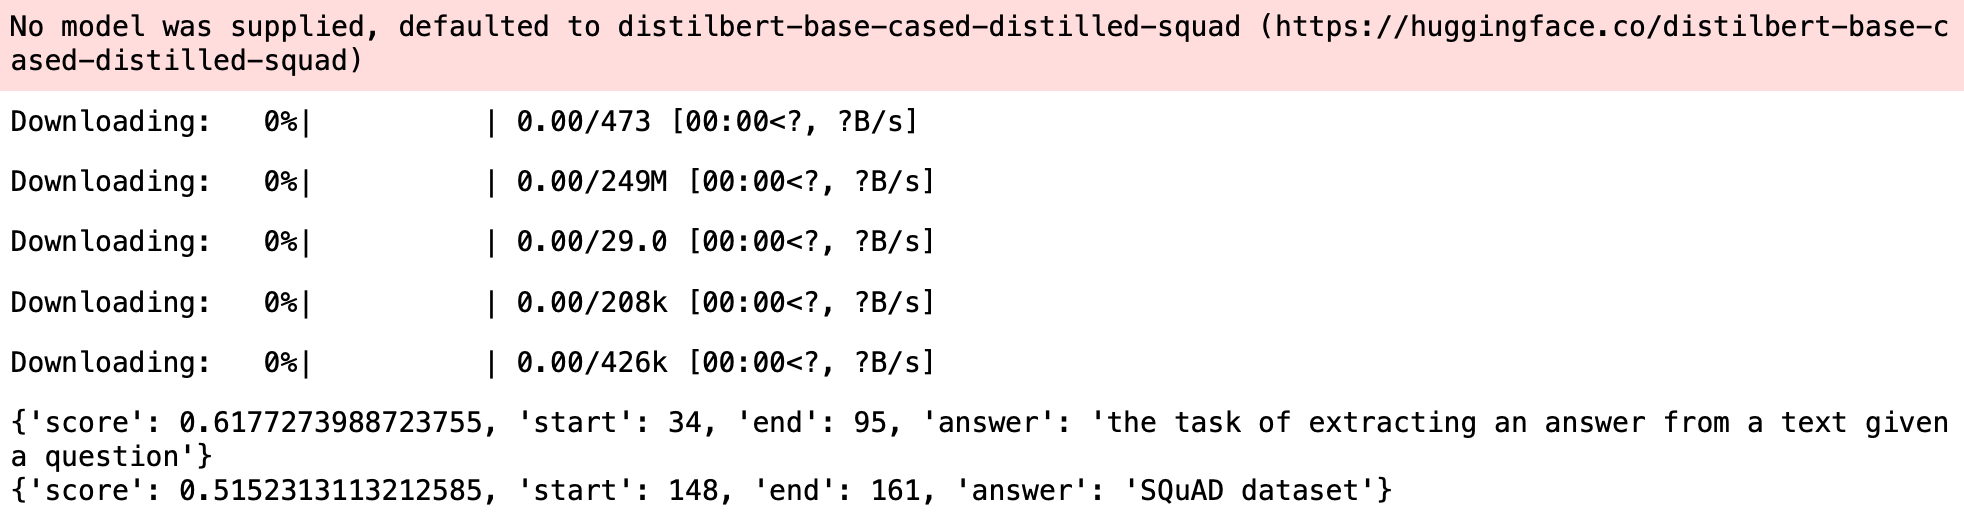 No model was supplied, defaulted to distilbert-base-cased-distilled-squad (https://huggingface.co/distilbert-base-c
ased-distilled-squad)
Downloading:   0%|          | 0.00/473 [00:00<?, ?B/s]
Downloading:   0%|          | 0.00/249M [00:00<?, ?B/s]
Downloading:   0%|          | 0.00/29.0 [00:00<?, ?B/s]
Downloading:   0%|          | 0.00/208k [00:00<?, ?B/s]
Downloading:   0%|          | 0.00/426k [00:00<?, ?B/s]
{'score': 0.6177273988723755, 'start': 34, 'end': 95, 'answer': 'the task of extracting an answer from a text given
a question'}
{'score': 0.5152313113212585, 'start': 148, 'end': 161, 'answer': 'SQuAD dataset'}